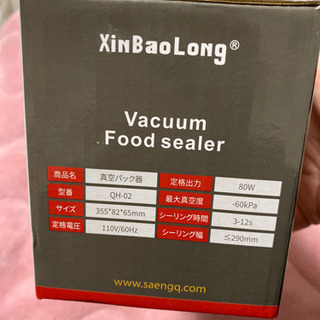 XinBaoLong®
Vacuum
Food sealer
商品名 真空パック器 定格出力 80W
型番 QH-02 最大真空度 -60kPa
サイズ 355*82*65mm シーリング時間 3-12s
定格電圧 110V/60Hz シーリング幅 ≤290mm
www.saengq.com